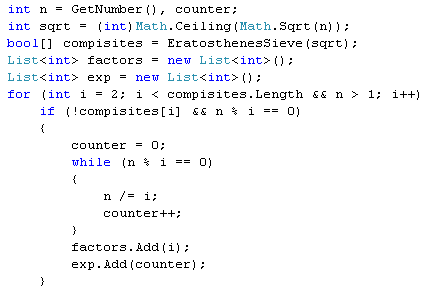 int n = GetNumber(), counter;
int sqrt = (int)Math.Ceiling(Math.Sqrt(n));
bool[] compisites = EratosthenesSieve(sqrt);
List<int> factors = new List<int>();
List<int> exp = new List<int>();
for (int i = 2; i < compisites.Length && n > 1; i++)
    if (!compisites[i] && n % i == 0)
    {
        counter = 0;
        while (n % i == 0)
        {
            n /= i;
            counter++;
        }
        factors.Add(i);
        exp.Add(counter);
    }